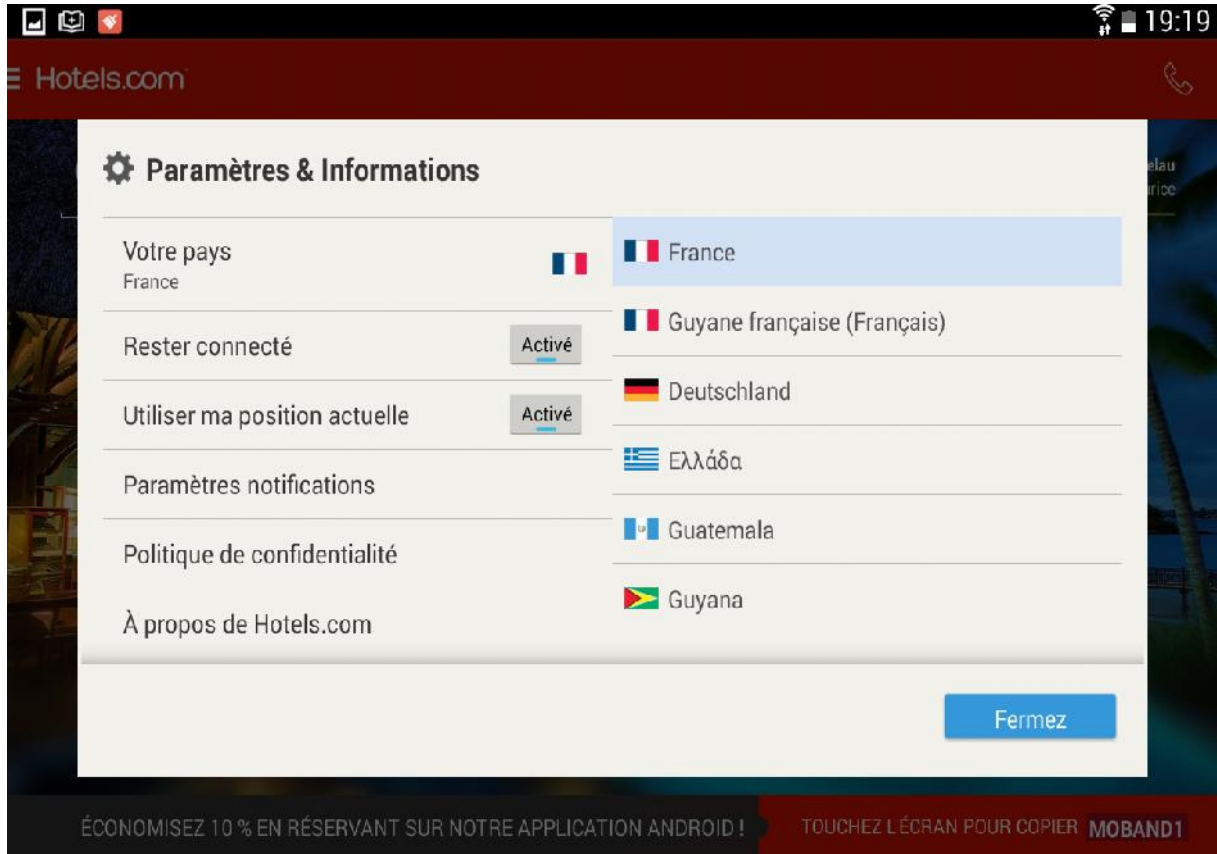 19:19
Hotels.com
elau
rice
Paramètres & Informations
Votre pays
France
Rester connecté
Activé
Utiliser ma position actuelle
Activé
Paramètres notifications
Politique de confidentialité
À propos de Hotels.com
France
Guyane française (Français)
Deutschland
Ελλάδα
Guatemala
Guyana
Fermez
ÉCONOMISEZ 10 % EN RÉSERVANT SUR NOTRE APPLICATION ANDROID !
TOUCHEZ L'ÉCRAN POUR COPIER MOBAND1